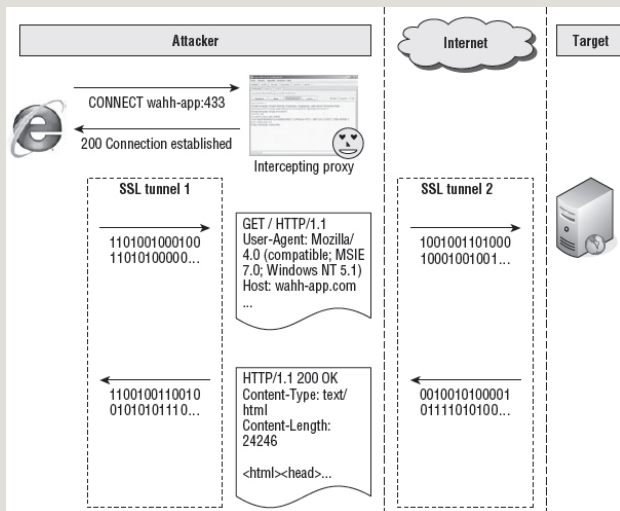 Attacker
Internet
Target
CONNECT wahh-app:433
200 Connection established
Intercepting proxy
SSL tunnel 1
SSL tunnel 2
1101001000100
11010100000...
GET / HTTP/1.1
User-Agent: Mozilla/
4.0 (compatible; MSIE
7.0; Windows NT 5.1)
Host: wahh-app.com
...
1001001101000
10001001001...
1100100110010
01010101110...
HTTP/1.1 200 OK
Content-Type: text/
html
Content-Length:
24246
<html><head>...
0010010100001
01111010100...